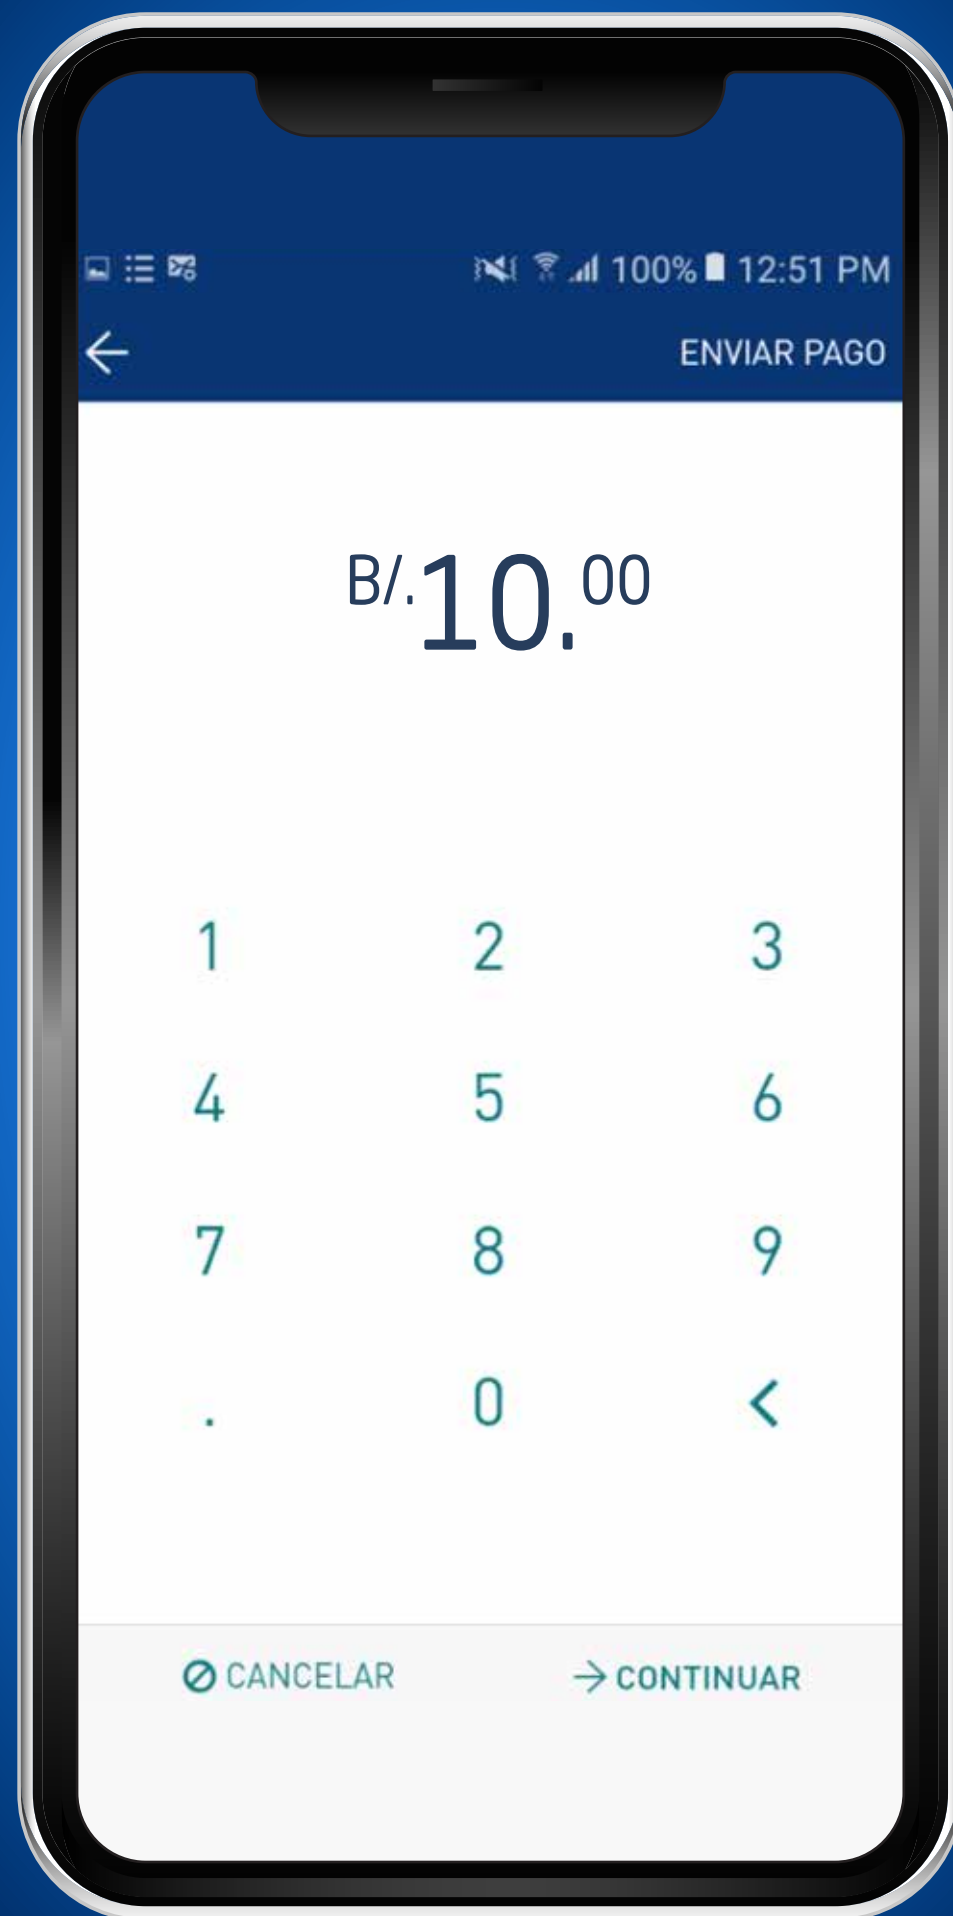 100% 12:51 PM
ENVIAR PAGO
B/.10.00
1 2 3
4 5 6
7 8 9
. 0 <
CANCELAR CONTINUAR